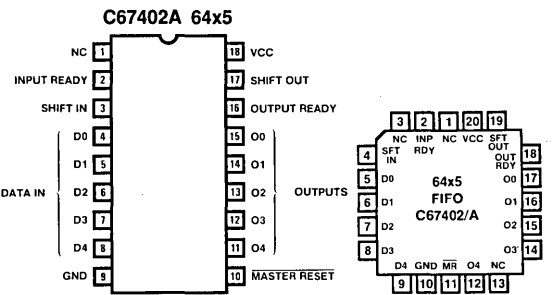 C67402A 64x5
NC 1 18 VCC
INPUT READY 2 17 SHIFT OUT
SHIFT IN 3 16 OUTPUT READY
D0 4 15 O0
D1 5 14 O1
DATA IN D2 6 13 O2 OUTPUTS
D3 7 12 O3
D4 8 11 O4
GND 9 10 MASTER RESET
3 2 1 20 19
NC INP RDY NC VCC SFT OUT
4 SFT IN OUT RDY 18
5 D0 O0 17
6 D1 O1 16
7 D2 O2 15
8 D3 O3 14
64x5
FIFO
C67402/A
D4 GND MR O4 NC
9 10 11 12 13